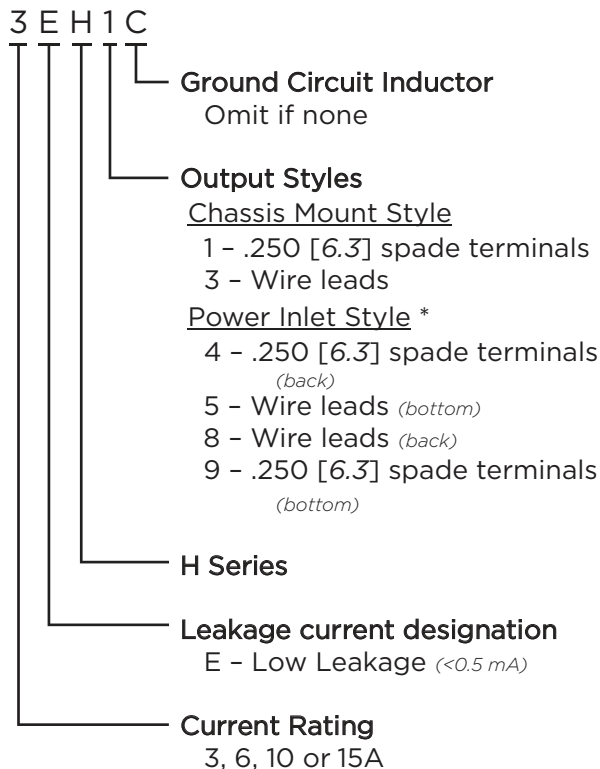 3 E H 1 C
Ground Circuit Inductor
Omit if none
Output Styles
Chassis Mount Style
1 – .250 [6.3] spade terminals
3 – Wire leads
Power Inlet Style *
4 – .250 [6.3] spade terminals
(back)
5 – Wire leads (bottom)
8 – Wire leads (back)
9 – .250 [6.3] spade terminals
(bottom)
H Series
Leakage current designation
E – Low Leakage (<0.5 mA)
Current Rating
3, 6, 10 or 15A